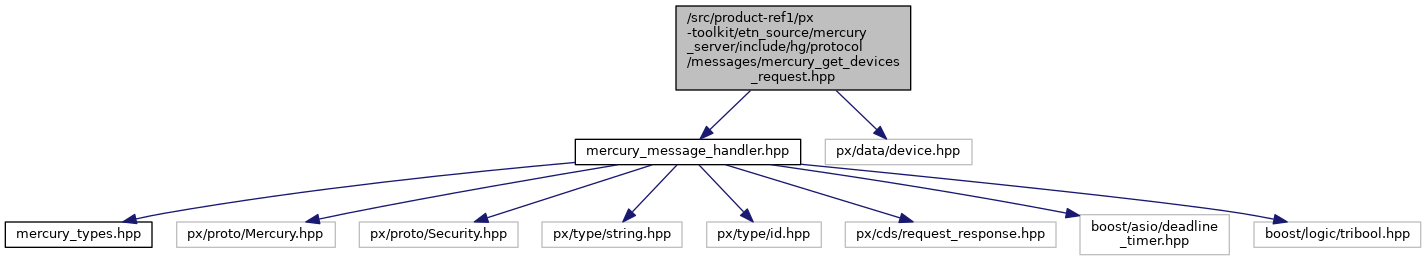 /src/product-ref1/px
-toolkit/etn_source/mercury
_server/include/hg/protocol
/messages/mercury_get_devices
_request.hpp
mercury_message_handler.hpp
px/data/device.hpp
mercury_types.hpp
px/proto/Mercury.hpp
px/proto/Security.hpp
px/type/string.hpp
px/type/id.hpp
px/cds/request_response.hpp
boost/asio/deadline
_timer.hpp
boost/logic/tribool.hpp